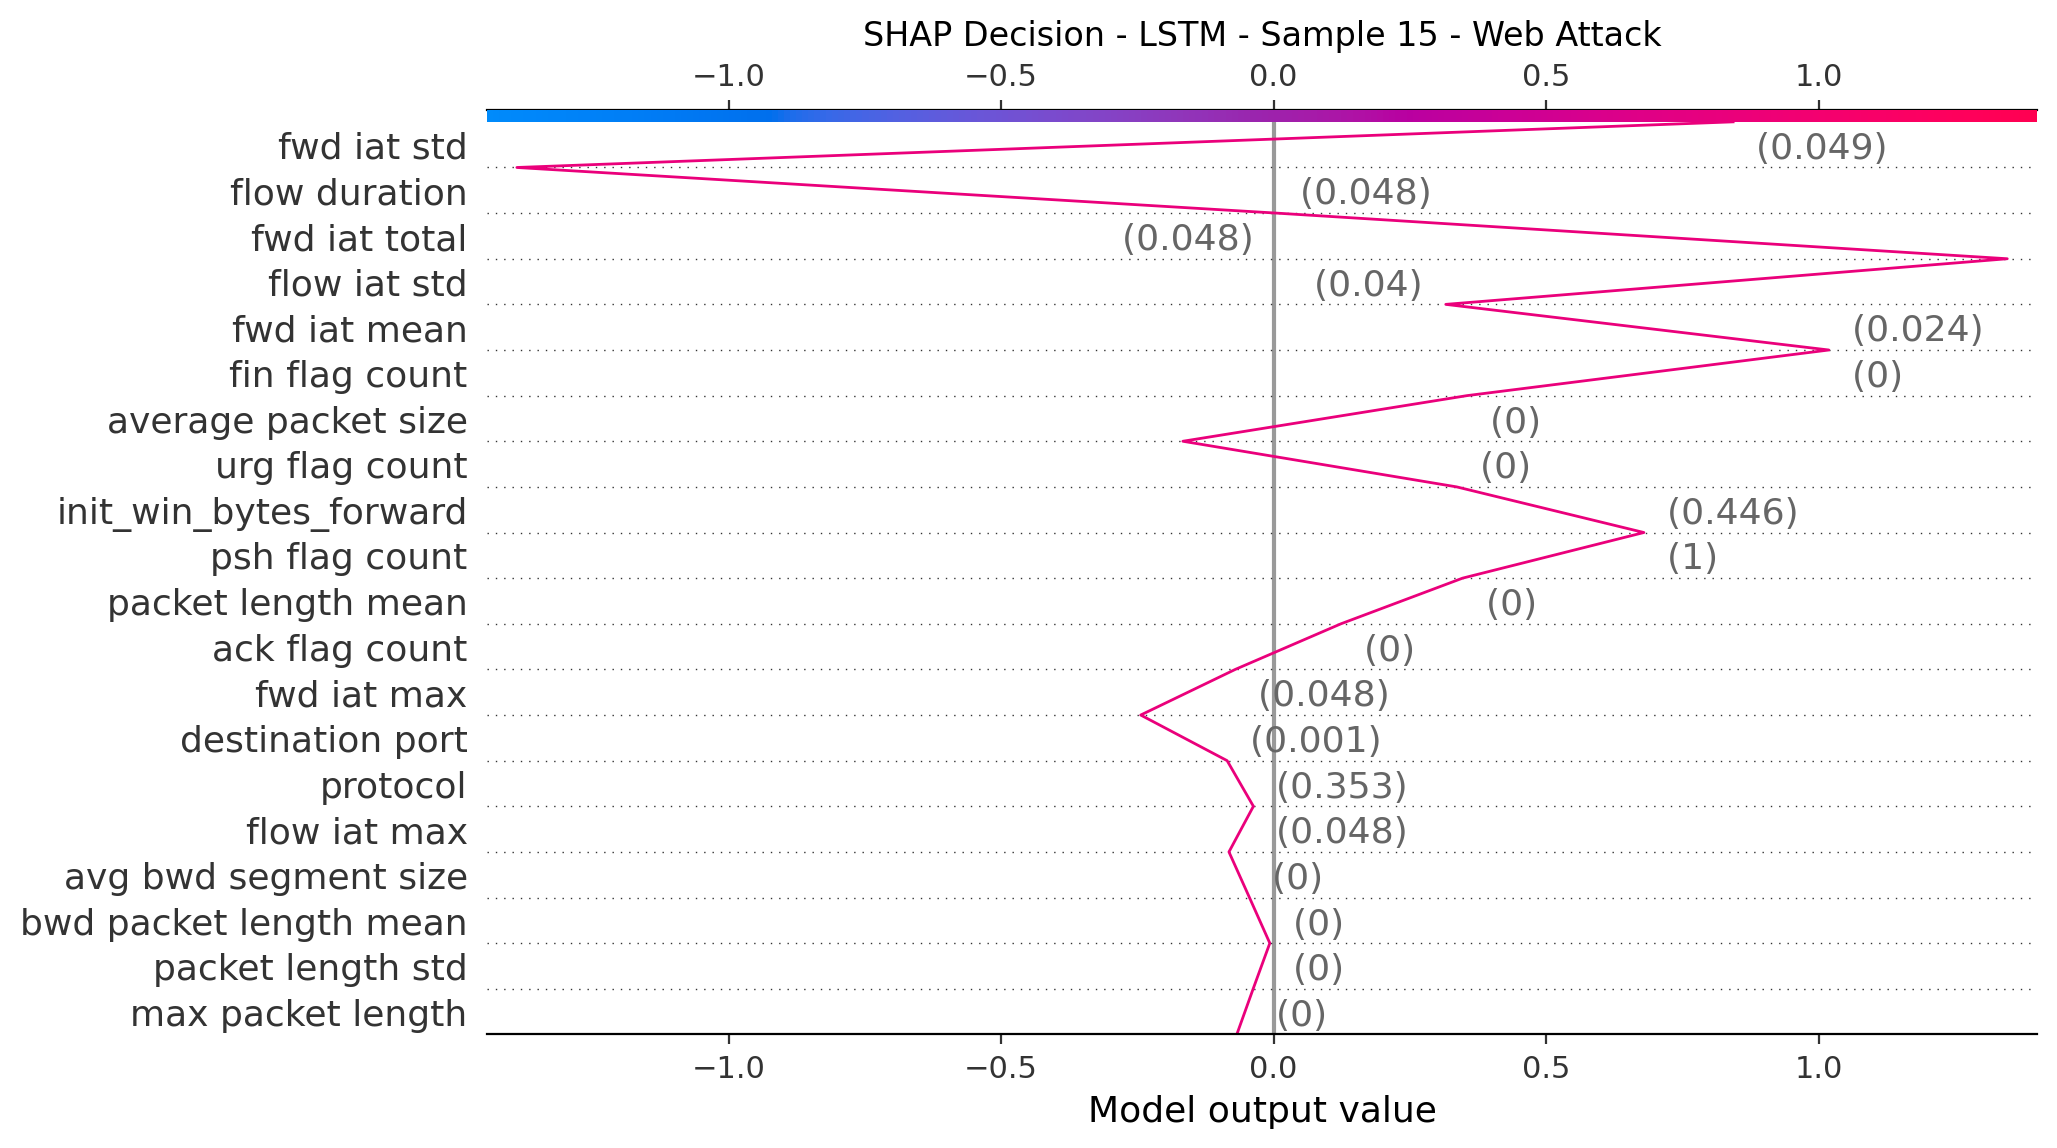 SHAP Decision - LSTM - Sample 15 - Web Attack
−1.0 −0.5 0.0 0.5 1.0
fwd iat std (0.049)
flow duration (0.048)
fwd iat total (0.048)
flow iat std (0.04)
fwd iat mean (0.024)
fin flag count (0)
average packet size (0)
urg flag count (0)
init_win_bytes_forward (0.446)
psh flag count (1)
packet length mean (0)
ack flag count (0)
fwd iat max (0.048)
destination port (0.001)
protocol (0.353)
flow iat max (0.048)
avg bwd segment size (0)
bwd packet length mean (0)
packet length std (0)
max packet length (0)
−1.0 −0.5 0.0 0.5 1.0
Model output value